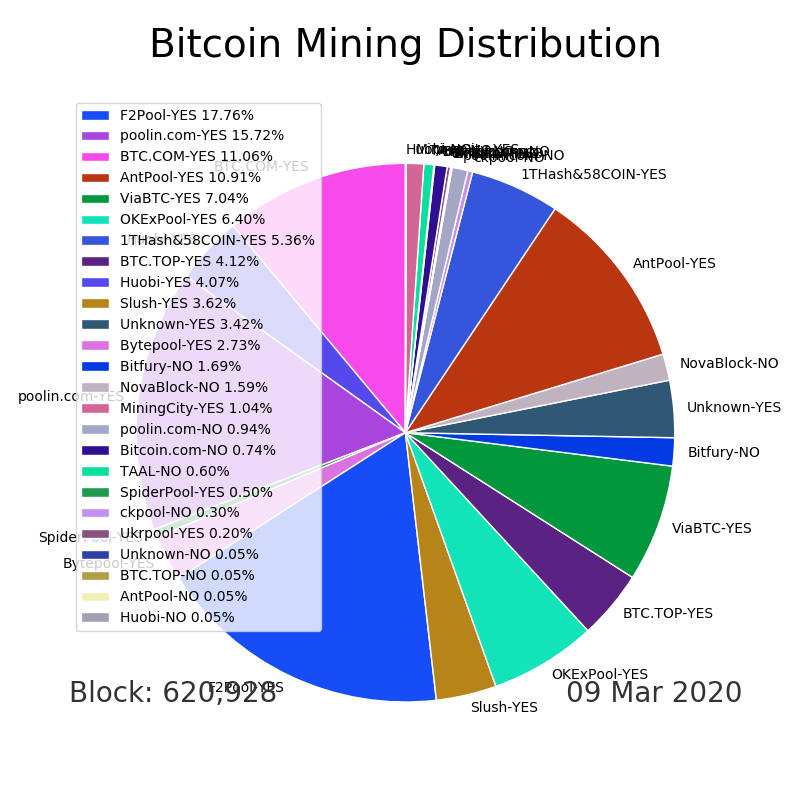 Bitcoin Mining Distribution
F2Pool-YES 17.76%
poolin.com-YES 15.72%
BTC.COM-YES 11.06%
AntPool-YES 10.91%
ViaBTC-YES 7.04%
OKExPool-YES 6.40%
1THash&58COIN-YES 5.36%
BTC.TOP-YES 4.12%
Huobi-YES 4.07%
Slush-YES 3.62%
Unknown-YES 3.42%
Bytepool-YES 2.73%
Bitfury-NO 1.69%
NovaBlock-NO 1.59%
MiningCity-YES 1.04%
poolin.com-NO 0.94%
Bitcoin.com-NO 0.74%
TAAL-NO 0.60%
SpiderPool-YES 0.50%
ckpool-NO 0.30%
Ukrpool-YES 0.20%
Unknown-NO 0.05%
BTC.TOP-NO 0.05%
AntPool-NO 0.05%
Huobi-NO 0.05%
BTC.COM-YES
poolin.com-YES
SpiderPool-YES
Bytepool-YES
F2Pool-YES
Slush-YES
OKExPool-YES
BTC.TOP-YES
ViaBTC-YES
Bitfury-NO
Unknown-YES
NovaBlock-NO
AntPool-YES
1THash&58COIN-YES
ckpool-NO
Block: 620,928
09 Mar 2020